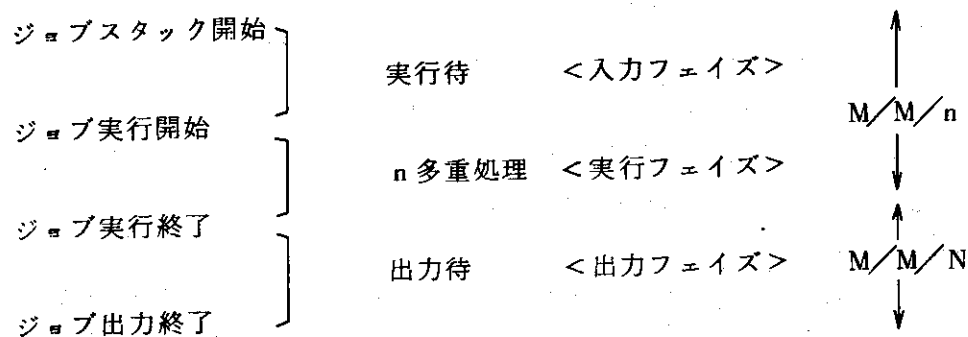 ジョブスタック開始
実行待 <入力フェイズ>
M/M/n
ジョブ実行開始
n多重処理 <実行フェイズ>
ジョブ実行終了
出力待 <出力フェイズ> M/M/N
ジョブ出力終了